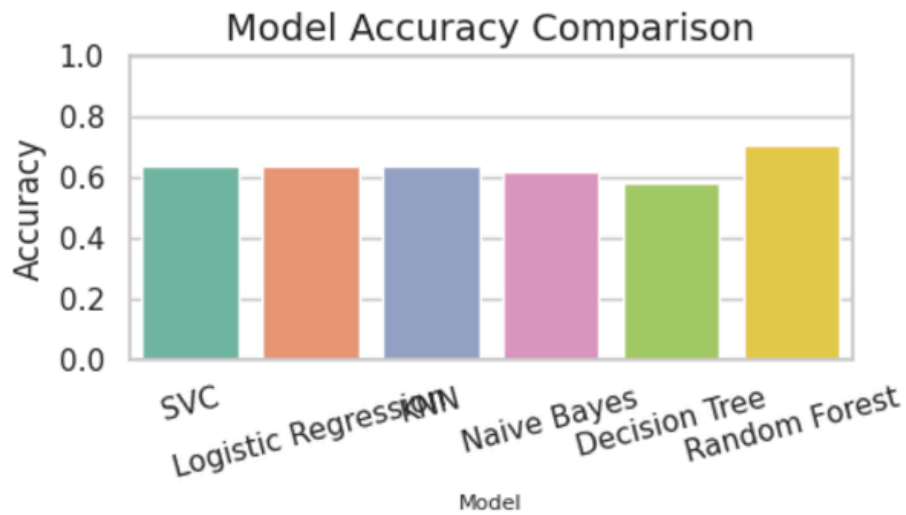 Model Accuracy Comparison
Accuracy
1.0
0.8
0.6
0.4
0.2
0.0
SVC
Logistic Regression
KNN
Naive Bayes
Decision Tree
Random Forest
Model